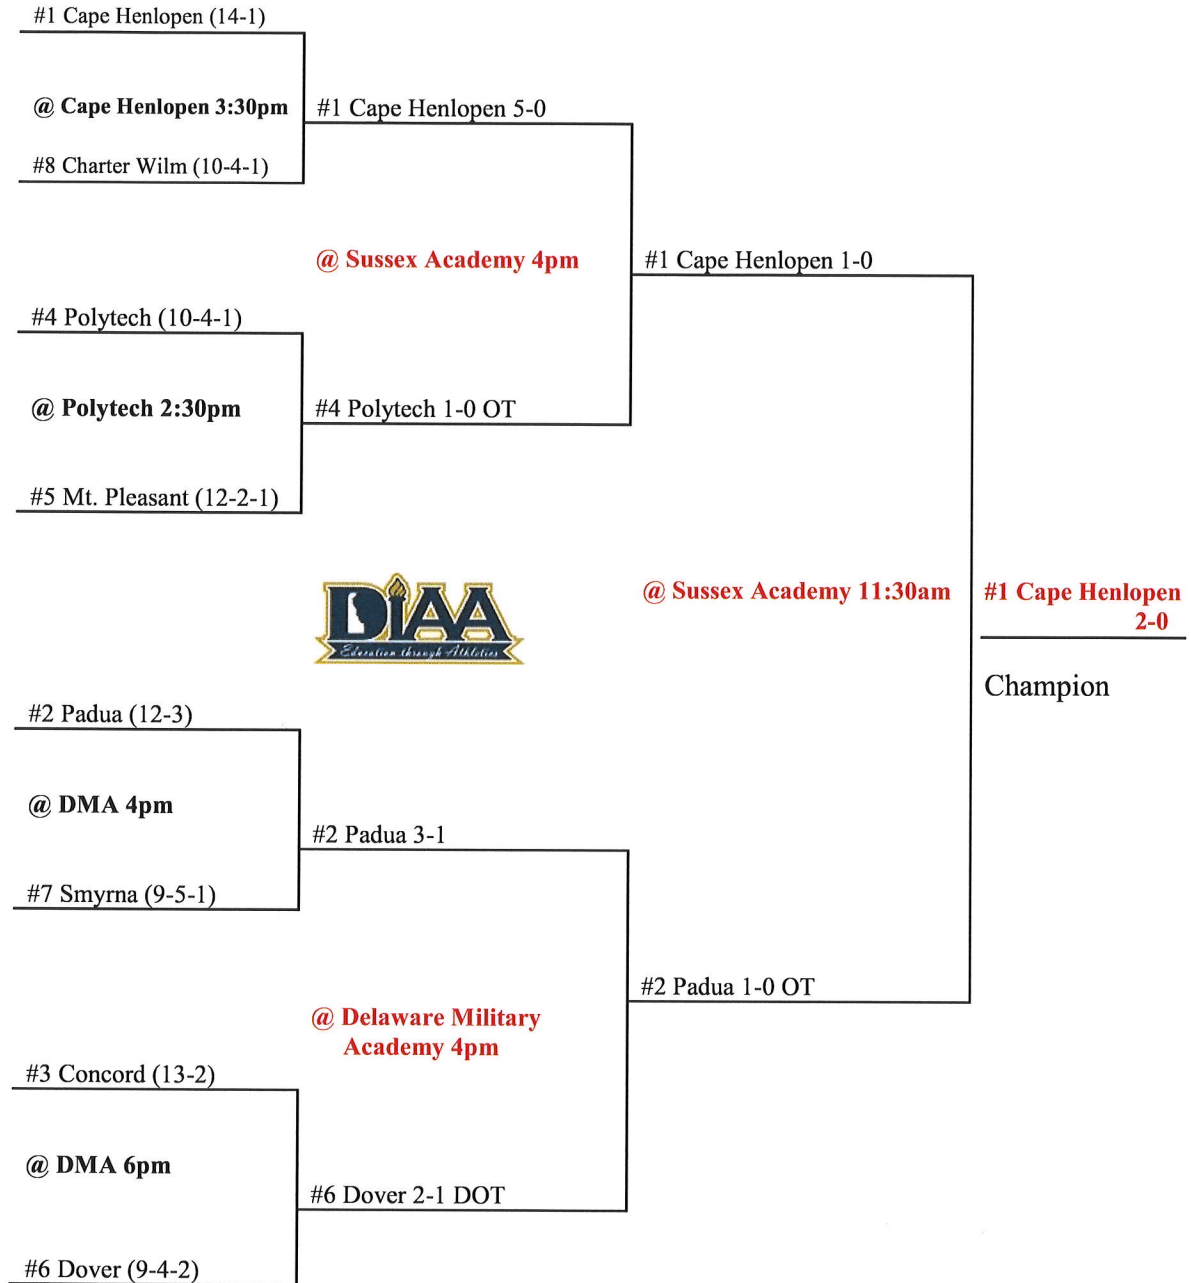 #1 Cape Henlopen (14-1)
@ Cape Henlopen 3:30pm
#1 Cape Henlopen 5-0
#8 Charter Wilm (10-4-1)
@ Sussex Academy 4pm
#1 Cape Henlopen 1-0
#4 Polytech (10-4-1)
@ Polytech 2:30pm
#4 Polytech 1-0 OT
#5 Mt. Pleasant (12-2-1)
DIAA
Education through Athletics
@ Sussex Academy 11:30am
#1 Cape Henlopen
2-0
Champion
#2 Padua (12-3)
@ DMA 4pm
#2 Padua 3-1
#7 Smyrna (9-5-1)
#2 Padua 1-0 OT
@ Delaware Military
Academy 4pm
#3 Concord (13-2)
@ DMA 6pm
#6 Dover 2-1 DOT
#6 Dover (9-4-2)